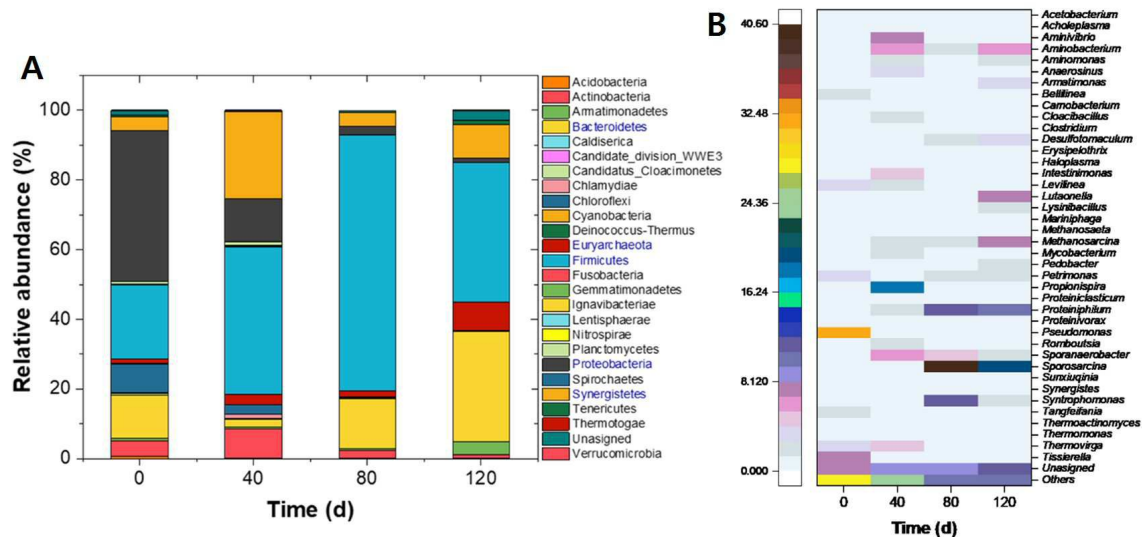 A
Relative abundance (%)
100
80
60
40
20
0
0 40 80 120
Time (d)
Acidobacteria
Actinobacteria
Armatimonadetes
Bacteroidetes
Caldiserica
Candidate_division_WWE3
Candidatus_Cloacimonetes
Chlamydiae
Chloroflexi
Cyanobacteria
Deinococcus-Thermus
Euryarchaeota
Firmicutes
Fusobacteria
Gemmatimonadetes
Ignavibacteriae
Lentisphaerae
Nitrospirae
Planctomycetes
Proteobacteria
Spirochaetes
Synergistetes
Tenericutes
Thermotogae
Unasigned
Verrucomicrobia
B
40.60
32.48
24.36
16.24
8.120
0.000
Acetobacterium
Acholeplasma
Aminivibrio
Aminobacterium
Aminomonas
Anaerosinus
Armatimonas
Bellilinea
Carnobacterium
Cloacibacillus
Clostridium
Desulfotomaculum
Erysipelothrix
Haloplasma
Intestinimonas
Levilinea
Lutaonella
Lysinibacillus
Mariniphaga
Methanosaeta
Methanosarcina
Mycobacterium
Pedobacter
Petrimonas
Propionispira
Proteiniclasticum
Proteiniphilum
Proteinivorax
Pseudomonas
Romboutsia
Sporanaerobacter
Sporosarcina
Sunxiuqinia
Synergistes
Syntrophomonas
Tangfeifania
Thermoactinomyces
Thermomonas
Thermovirga
Tissierella
Unasigned
Others
0 40 80 120
Time (d)